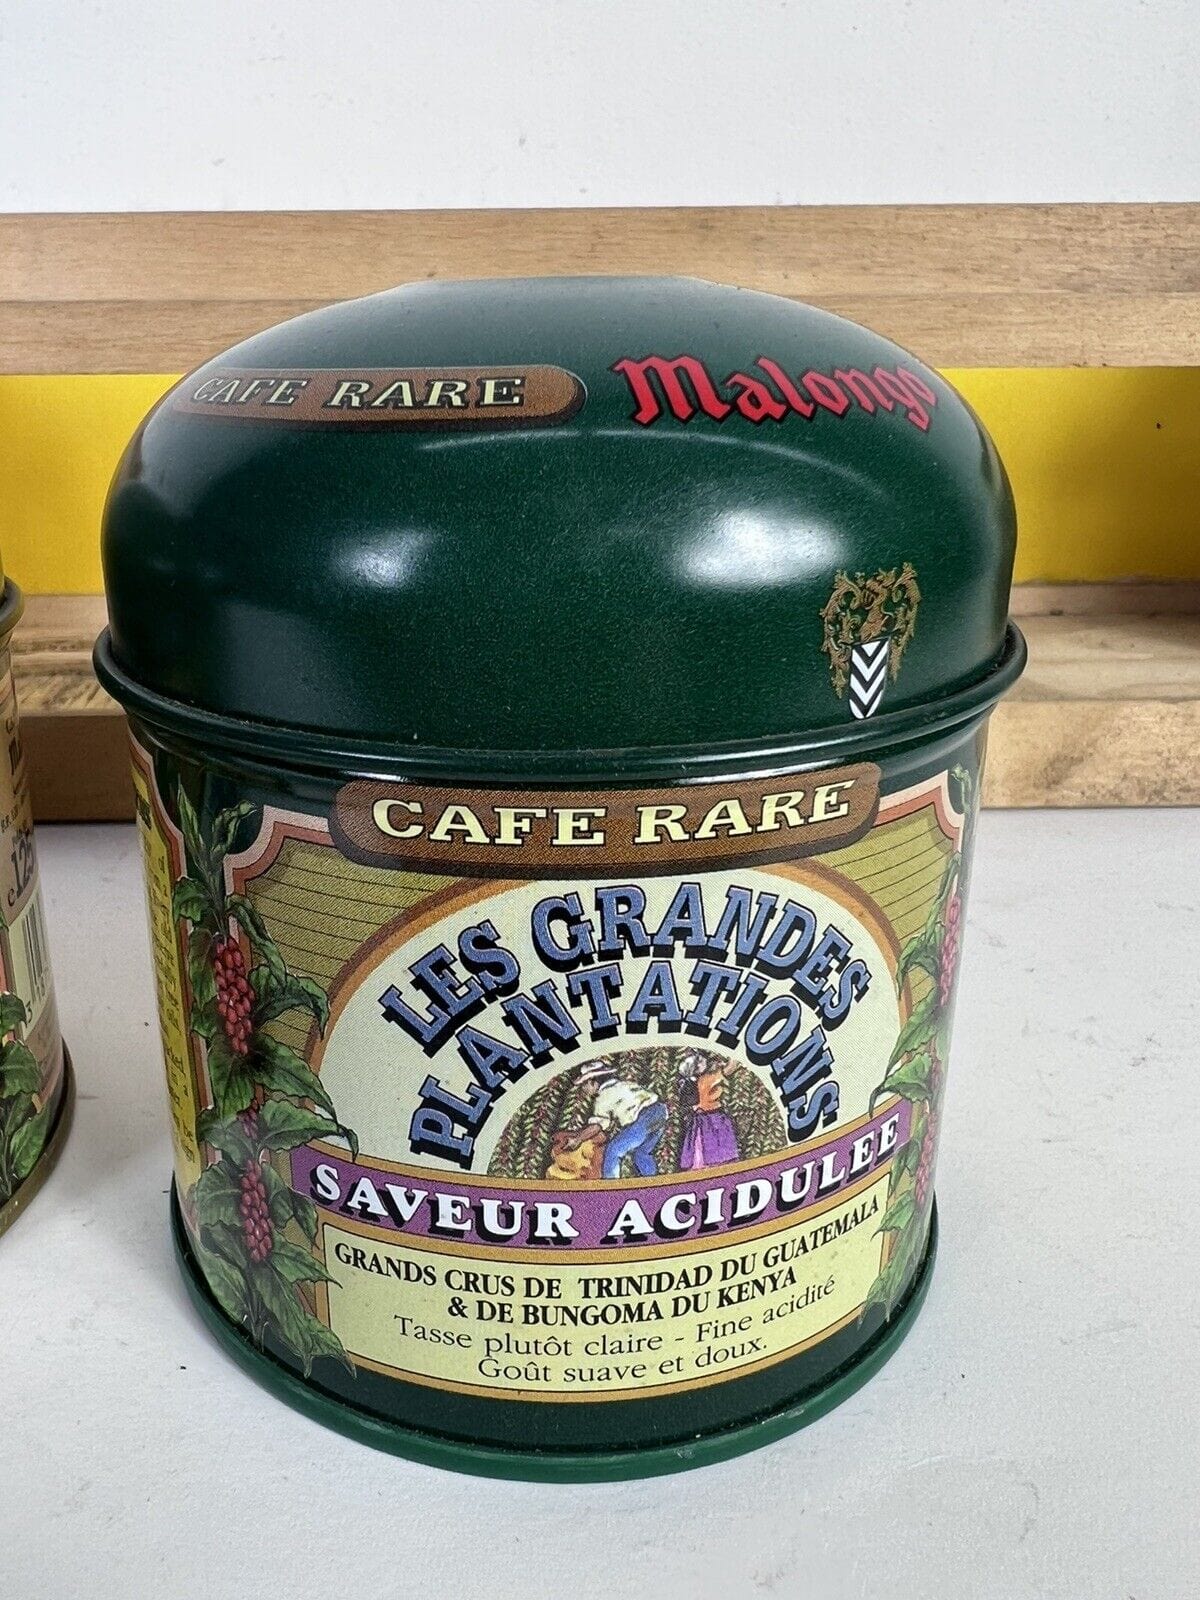 CAFE RARE
Malongo
CAFE RARE
LES GRANDES
PLANTATIONS
SAVEUR ACIDULEE
GRANDS CRUS DE TRINIDAD DU GUATEMALA
& DE BUNGOMA DU KENYA
Tasse plutôt claire - Fine acidité
Goût suave et doux.
125